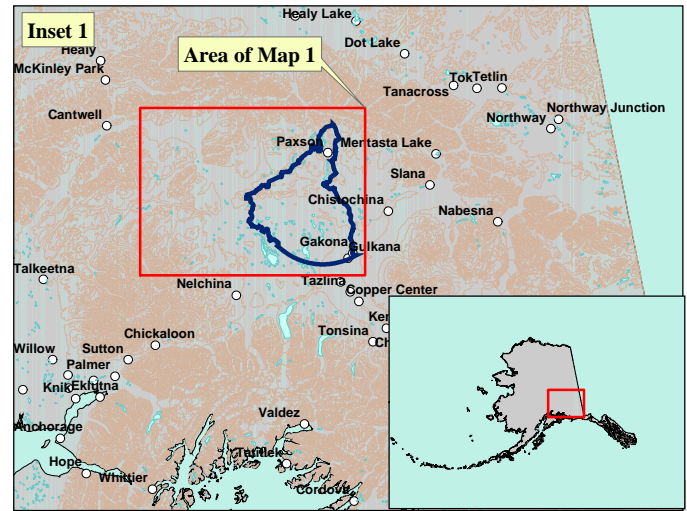 Inset 1
Healy Lake
Healy
Area of Map 1
Dot Lake
McKinley Park
Tok
Tetlin
Tanacross
Cantwell
Northway Junction
Northway
Paxson
Mentasta Lake
Slana
Chistochina
Nabesna
Gakona
Gulkana
Talkeetna
Nelchina
Tazlina
Copper Center
Ken
Tonsina
Ch
Chickaloon
Willow
Sutton
Palmer
Knik
Eklutna
Anchorage
Valdez
Hope
Tatitlek
Whittier
Cordova